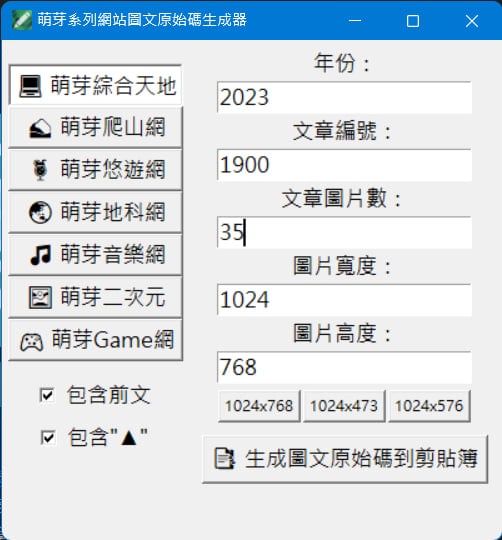 萌芽系列網站圖文原始碼生成器
萌芽綜合天地
萌芽爬山網
萌芽悠遊網
萌芽地科網
萌芽音樂網
萌芽二次元
萌芽Game網
包含前文
包含"▲"
年份：
2023
文章編號：
1900
文章圖片數：
35
圖片寬度：
1024
圖片高度：
768
1024x768 1024x473 1024x576
生成圖文原始碼到剪貼簿